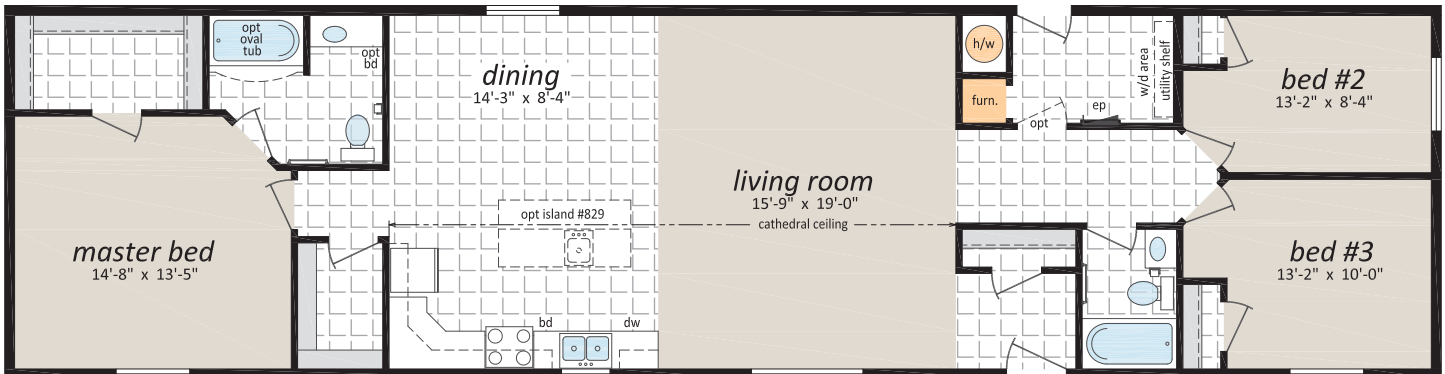 opt
oval
tub
opt
bd
dining
14'-3" x 8'-4"
h/w
furn.
w/d area
utility shelf
ep
opt
bed #2
13'-2" x 8'-4"
living room
15'-9" x 19'-0"
cathedral ceiling
opt island #829
master bed
14'-8" x 13'-5"
bed #3
13'-2" x 10'-0"
bd
dw